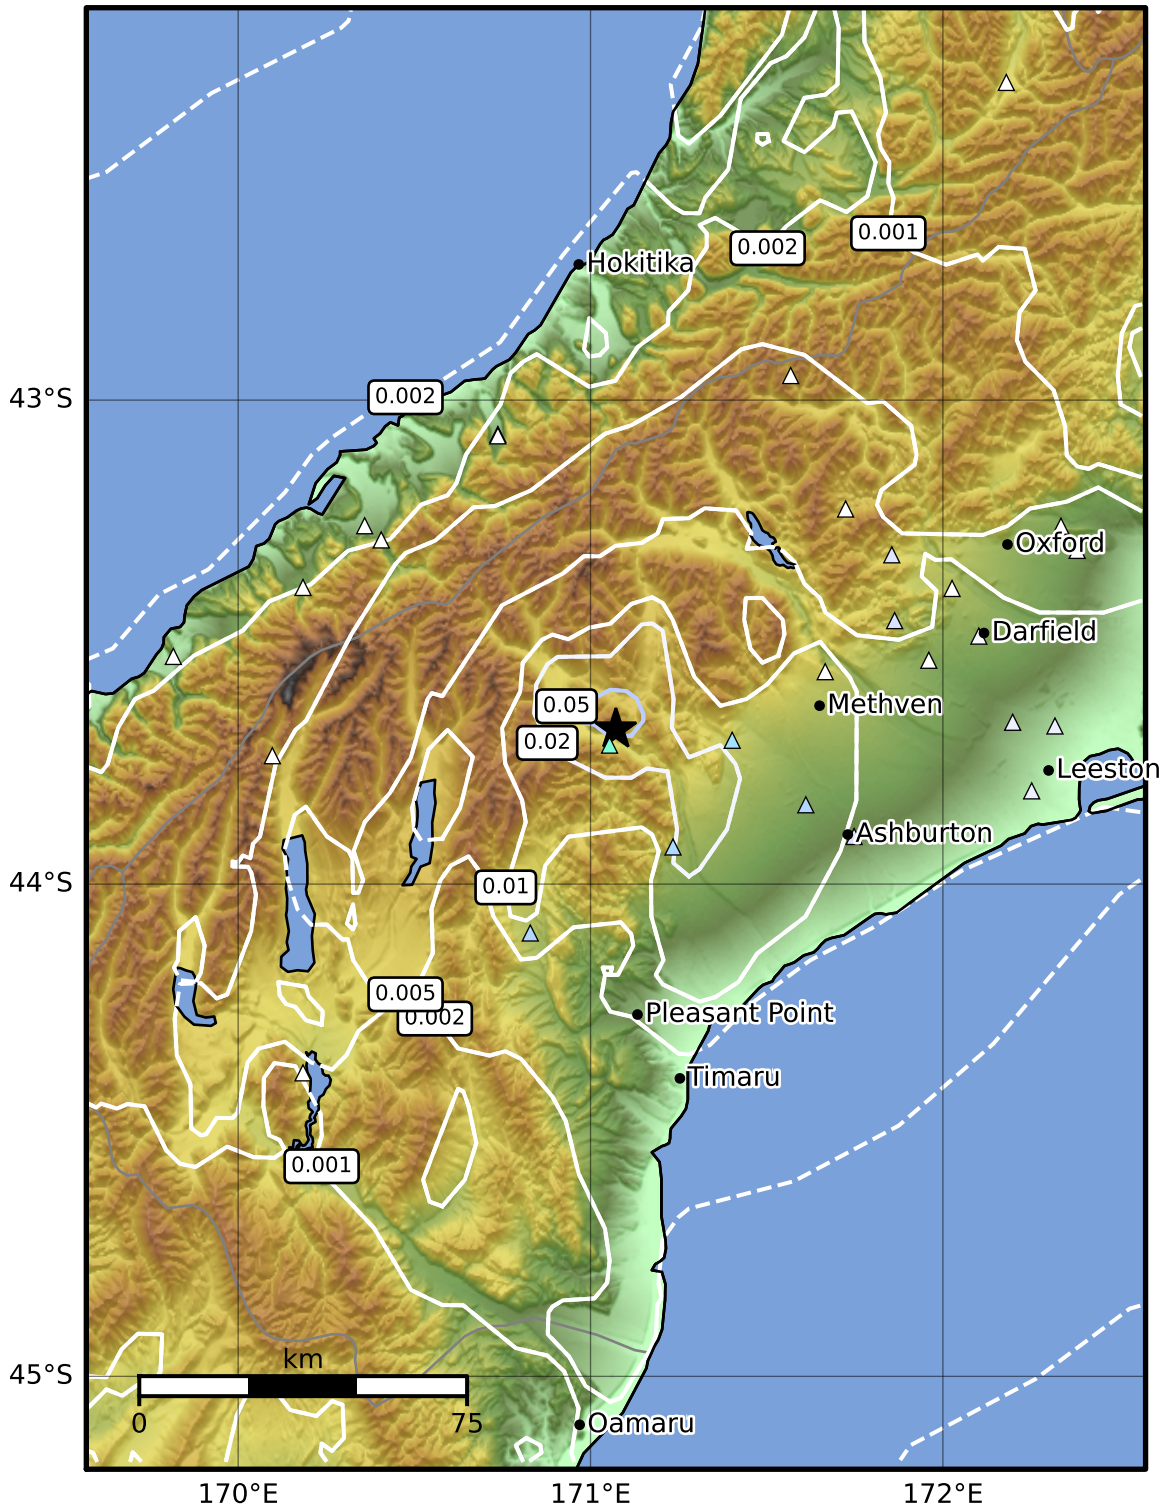 0.001
0.002
Hokitika
0.002
43°S
Oxford
Darfield
0.05
Methven
0.02
Leeston
Ashburton
44°S
0.01
0.005
0.002
Pleasant Point
Timaru
0.001
km
45°S
0
75
Oamaru
170°E
171°E
172°E